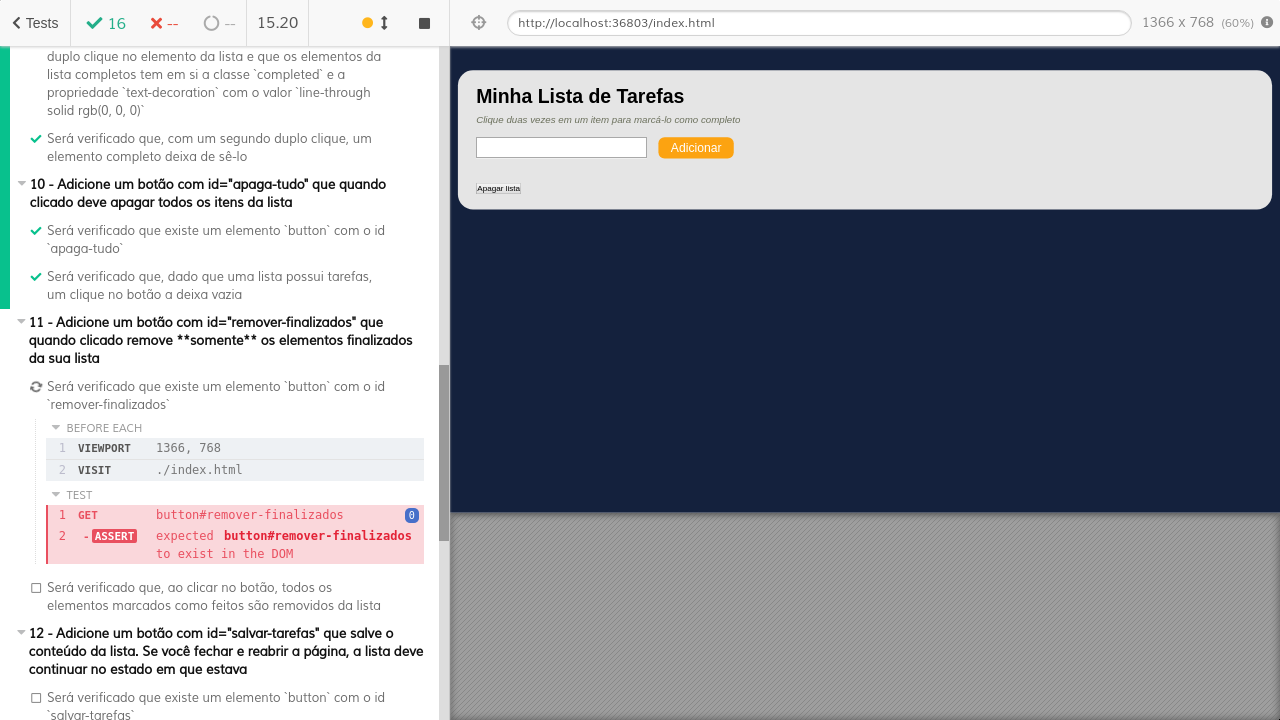 Tests
16
--
--
15.20
http://localhost:36803/index.html
1366 x 768 (60%)
duplo clique no elemento da lista e que os elementos da
lista completos tem em si a classe `completed` e a
propriedade `text-decoration` com o valor `line-through
solid rgb(0, 0, 0)`
Será verificado que, com um segundo duplo clique, um
elemento completo deixa de sê-lo
10 - Adicione um botão com id="apaga-tudo" que quando
clicado deve apagar todos os itens da lista
Será verificado que existe um elemento `button` com o id
`apaga-tudo`
Será verificado que, dado que uma lista possui tarefas,
um clique no botão a deixa vazia
11 - Adicione um botão com id="remover-finalizados" que
quando clicado remove **somente** os elementos finalizados
da sua lista
Será verificado que existe um elemento `button` com o id
`remover-finalizados`
BEFORE EACH
1 VIEWPORT 1366, 768
2 VISIT ./index.html
TEST
1 GET button#remover-finalizados 0
2 -ASSERT expected button#remover-finalizados
to exist in the DOM
Será verificado que, ao clicar no botão, todos os
elementos marcados como feitos são removidos da lista
12 - Adicione um botão com id="salvar-tarefas" que salve o
conteúdo da lista. Se você fechar e reabrir a página, a lista deve
continuar no estado em que estava
Será verificado que existe um elemento `button` com o id
`salvar-tarefas`
Minha Lista de Tarefas
Clique duas vezes em um item para marcá-lo como completo
Adicionar
Apagar lista